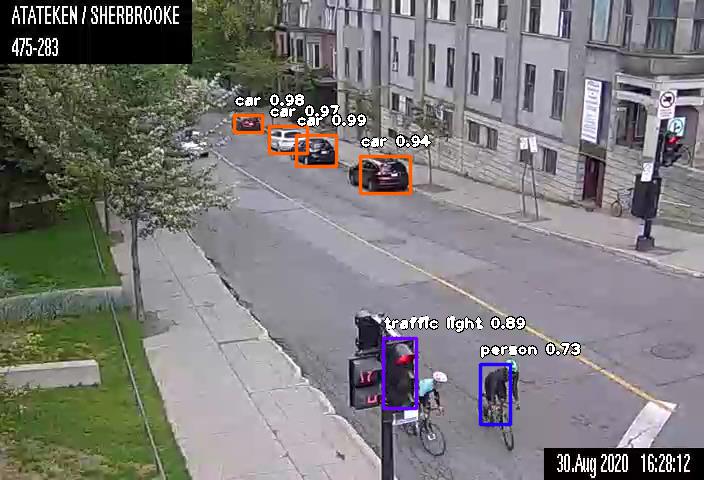 ATATEKEN / SHERBROOKE
475-283
car 0.98
car 0.97
car 0.99
car 0.94
traffic light 0.89
person 0.73
30.Aug 2020 16:28:12